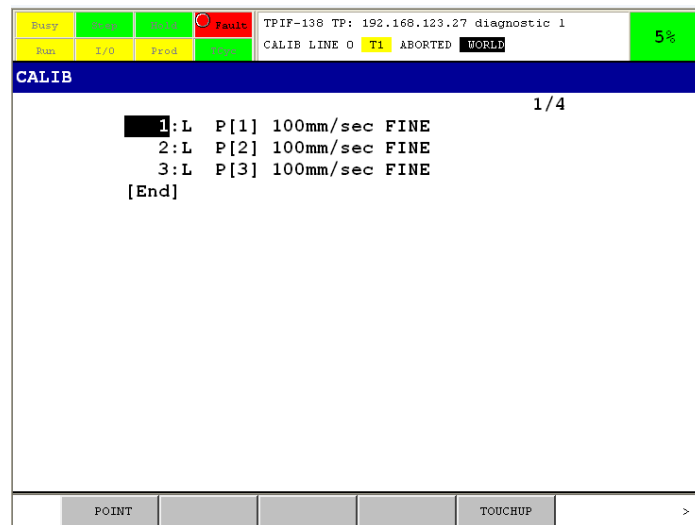 Busy Step Hold Fault TPIF-138 TP: 192.168.123.27 diagnostic 1
Run I/O Prod TCyc CALIB LINE 0 T1 ABORTED WORLD
5%
CALIB
1/4
1:L P[1] 100mm/sec FINE
2:L P[2] 100mm/sec FINE
3:L P[3] 100mm/sec FINE
[End]
POINT TOUCHUP >